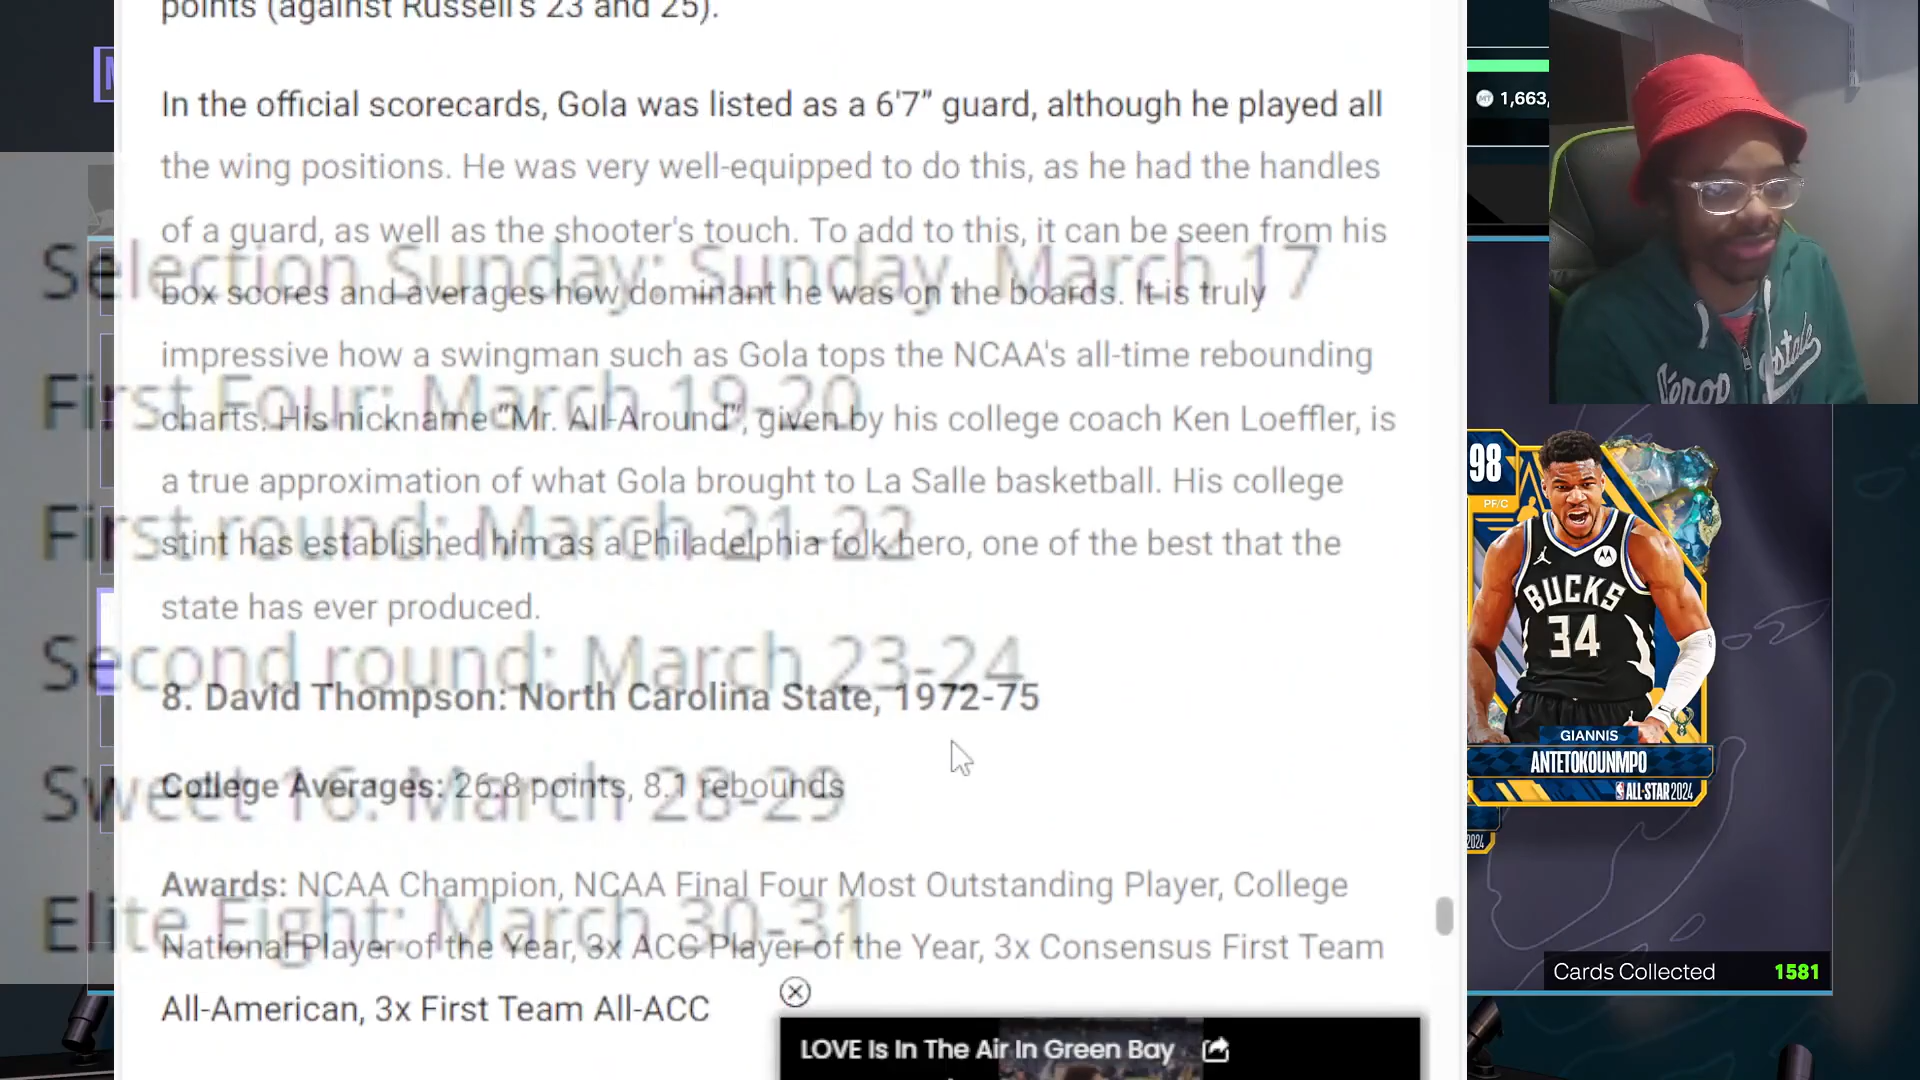 points (against Russell's 23 and 25).
In the official scorecards, Gola was listed as a 6'7” guard, although he played all
the wing positions. He was very well-equipped to do this, as he had the handles
of a guard, as well as the shooter's touch. To add to this, it can be seen from his
box scores and averages how dominant he was on the boards. It is truly
impressive how a swingman such as Gola tops the NCAA's all-time rebounding
charts. His nickname “Mr. All-Around”, given by his college coach Ken Loeffler, is
a true approximation of what Gola brought to La Salle basketball. His college
stint has established him as a Philadelphia folk hero, one of the best that the
state has ever produced.
8. David Thompson: North Carolina State, 1972-75
College Averages: 26.8 points, 8.1 rebounds
Awards: NCAA Champion, NCAA Final Four Most Outstanding Player, College
National Player of the Year, 3x ACC Player of the Year, 3x Consensus First Team
All-American, 3x First Team All-ACC
Selection Sunday: Sunday, March 17
First Four: March 19-20
First round: March 21-22
Second round: March 23-24
Sweet 16: March 28-29
Elite Eight: March 30-31
LOVE Is In The Air In Green Bay
1,663,
98
PF/C
BUCKS
34
GIANNIS
ANTETOKOUNMPO
ALL-STAR 2024
2024
Cards Collected 1581